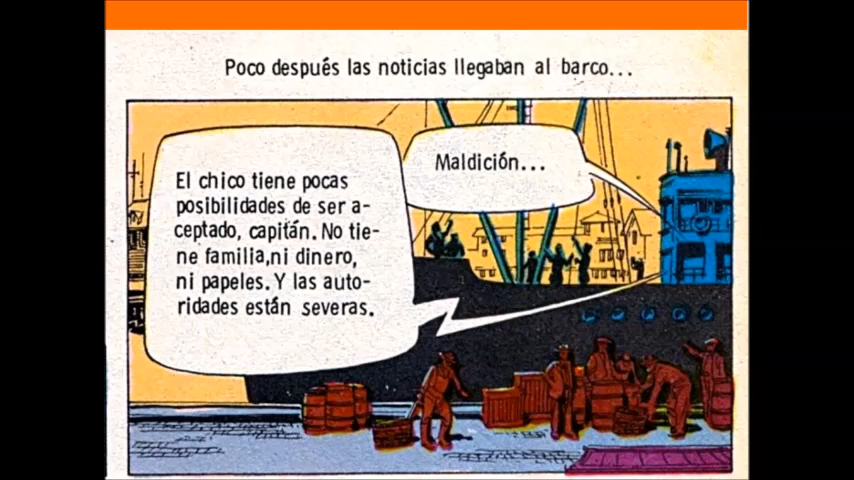 Poco después las noticias llegaban al barco...
El chico tiene pocas
posibilidades de ser a-
ceptado, capitán. No tie-
ne familia,ni dinero,
ni papeles. Y las auto-
ridades están severas.
Maldición...